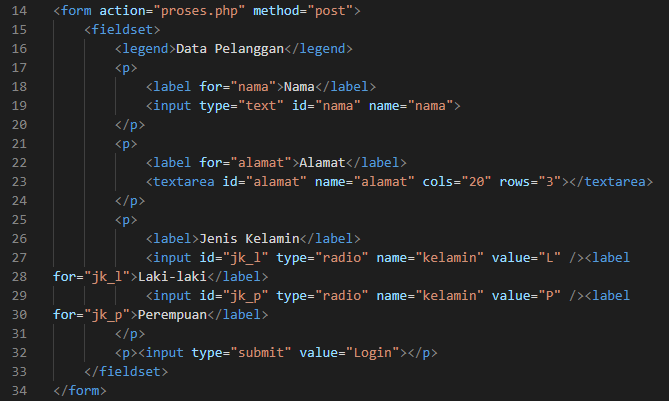 14 <form action="proses.php" method="post">
15 <fieldset>
16 <legend>Data Pelanggan</legend>
17 <p>
18 <label for="nama">Nama</label>
19 <input type="text" id="nama" name="nama">
20 </p>
21 <p>
22 <label for="alamat">Alamat</label>
23 <textarea id="alamat" name="alamat" cols="20" rows="3"></textarea>
24 </p>
25 <p>
26 <label>Jenis Kelamin</label>
27 <input id="jk_l" type="radio" name="kelamin" value="L" /><label
28 for="jk_l">Laki-laki</label>
29 <input id="jk_p" type="radio" name="kelamin" value="P" /><label
30 for="jk_p">Perempuan</label>
31 </p>
32 <p><input type="submit" value="Login"></p>
33 </fieldset>
34 </form>